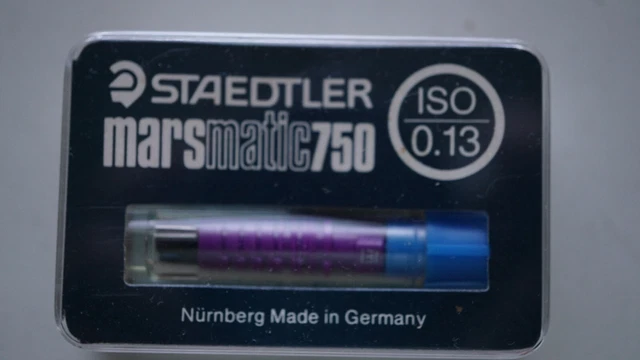 STAEDTLER
marsmatic750
ISO
0.13
Nürnberg Made in Germany